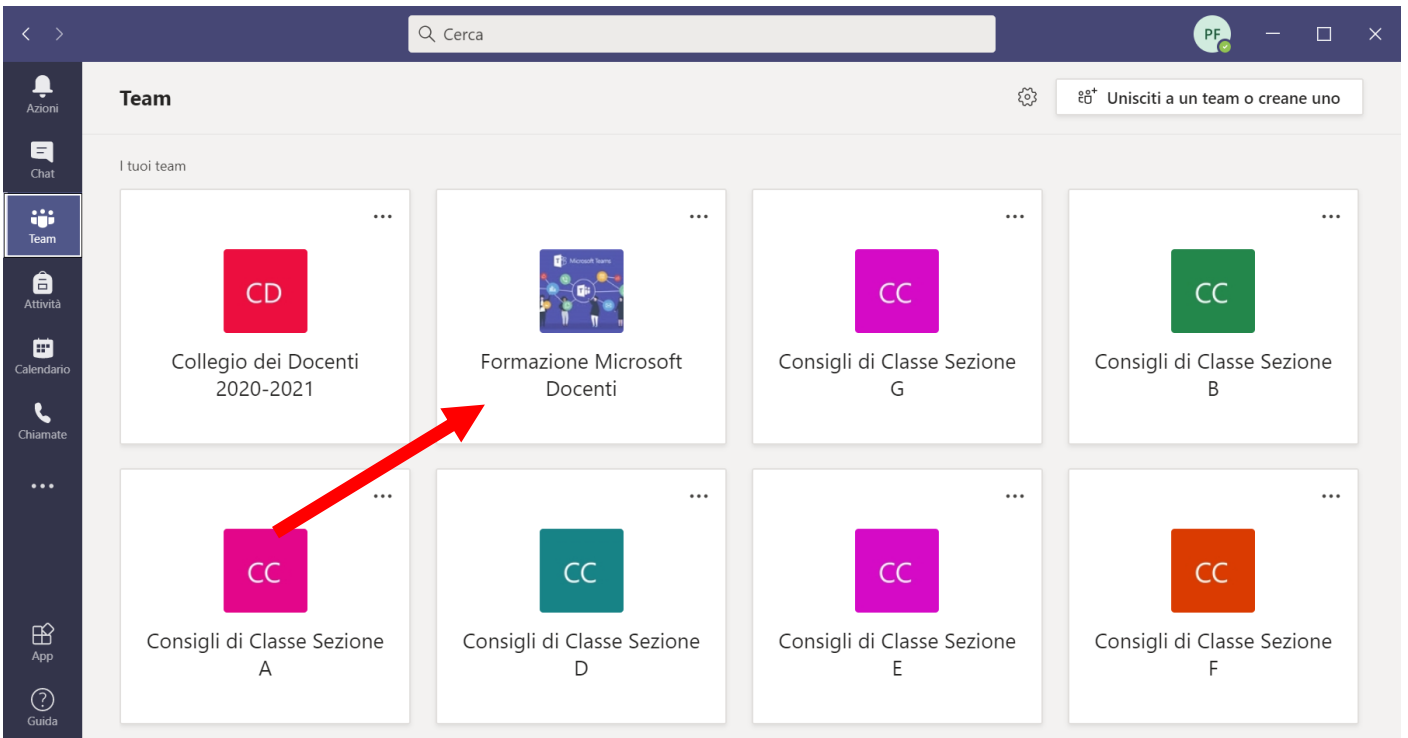 Cerca
PF
Azioni
Chat
Team
Attività
Calendario
Chiamate
App
Guida
Team
Unisciti a un team o creane uno
I tuoi team
CD
Collegio dei Docenti
2020-2021
Microsoft Teams
Formazione Microsoft
Docenti
CC
Consigli di Classe Sezione
G
CC
Consigli di Classe Sezione
B
CC
Consigli di Classe Sezione
A
CC
Consigli di Classe Sezione
D
CC
Consigli di Classe Sezione
E
CC
Consigli di Classe Sezione
F